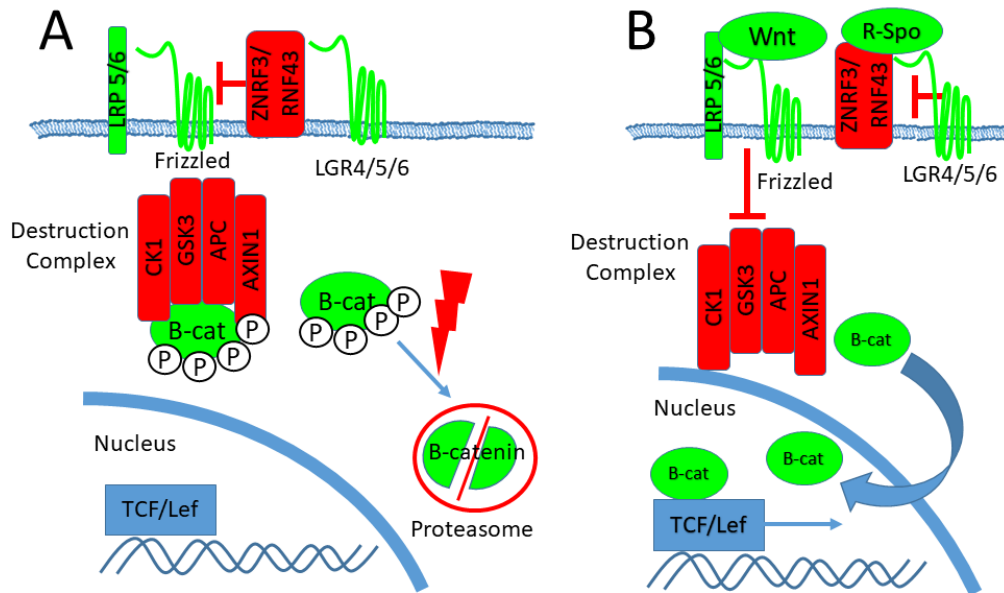 A
LRP 5/6
ZNRF3/
RNF43
Frizzled
LGR4/5/6
Destruction
Complex
CK1
GSK3
APC
AXIN1
B-cat
P
P
P
P
P
B-cat
P
P
P
P
P
Nucleus
B-catenin
TCF/Lef
Proteasome
B
LRP 5/6
Wnt
R-Spo
ZNRF3/
RNF43
Frizzled
LGR4/5/6
Destruction
Complex
CK1
GSK3
APC
AXIN1
B-cat
Nucleus
B-cat
B-cat
TCF/Lef